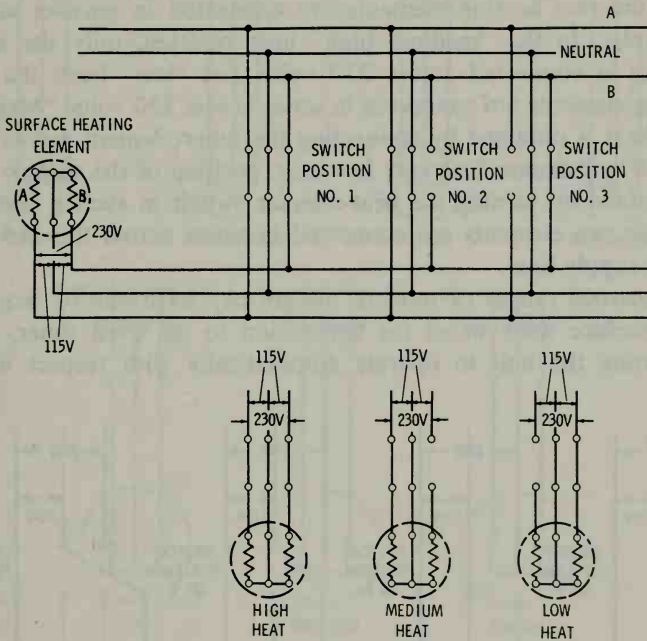 A
NEUTRAL
B
SURFACE HEATING
ELEMENT
A
B
230V
115V
SWITCH
POSITION
NO. 1
SWITCH
POSITION
NO. 2
SWITCH
POSITION
NO. 3
115V
115V
115V
230V
230V
230V
HIGH
HEAT
MEDIUM
HEAT
LOW
HEAT